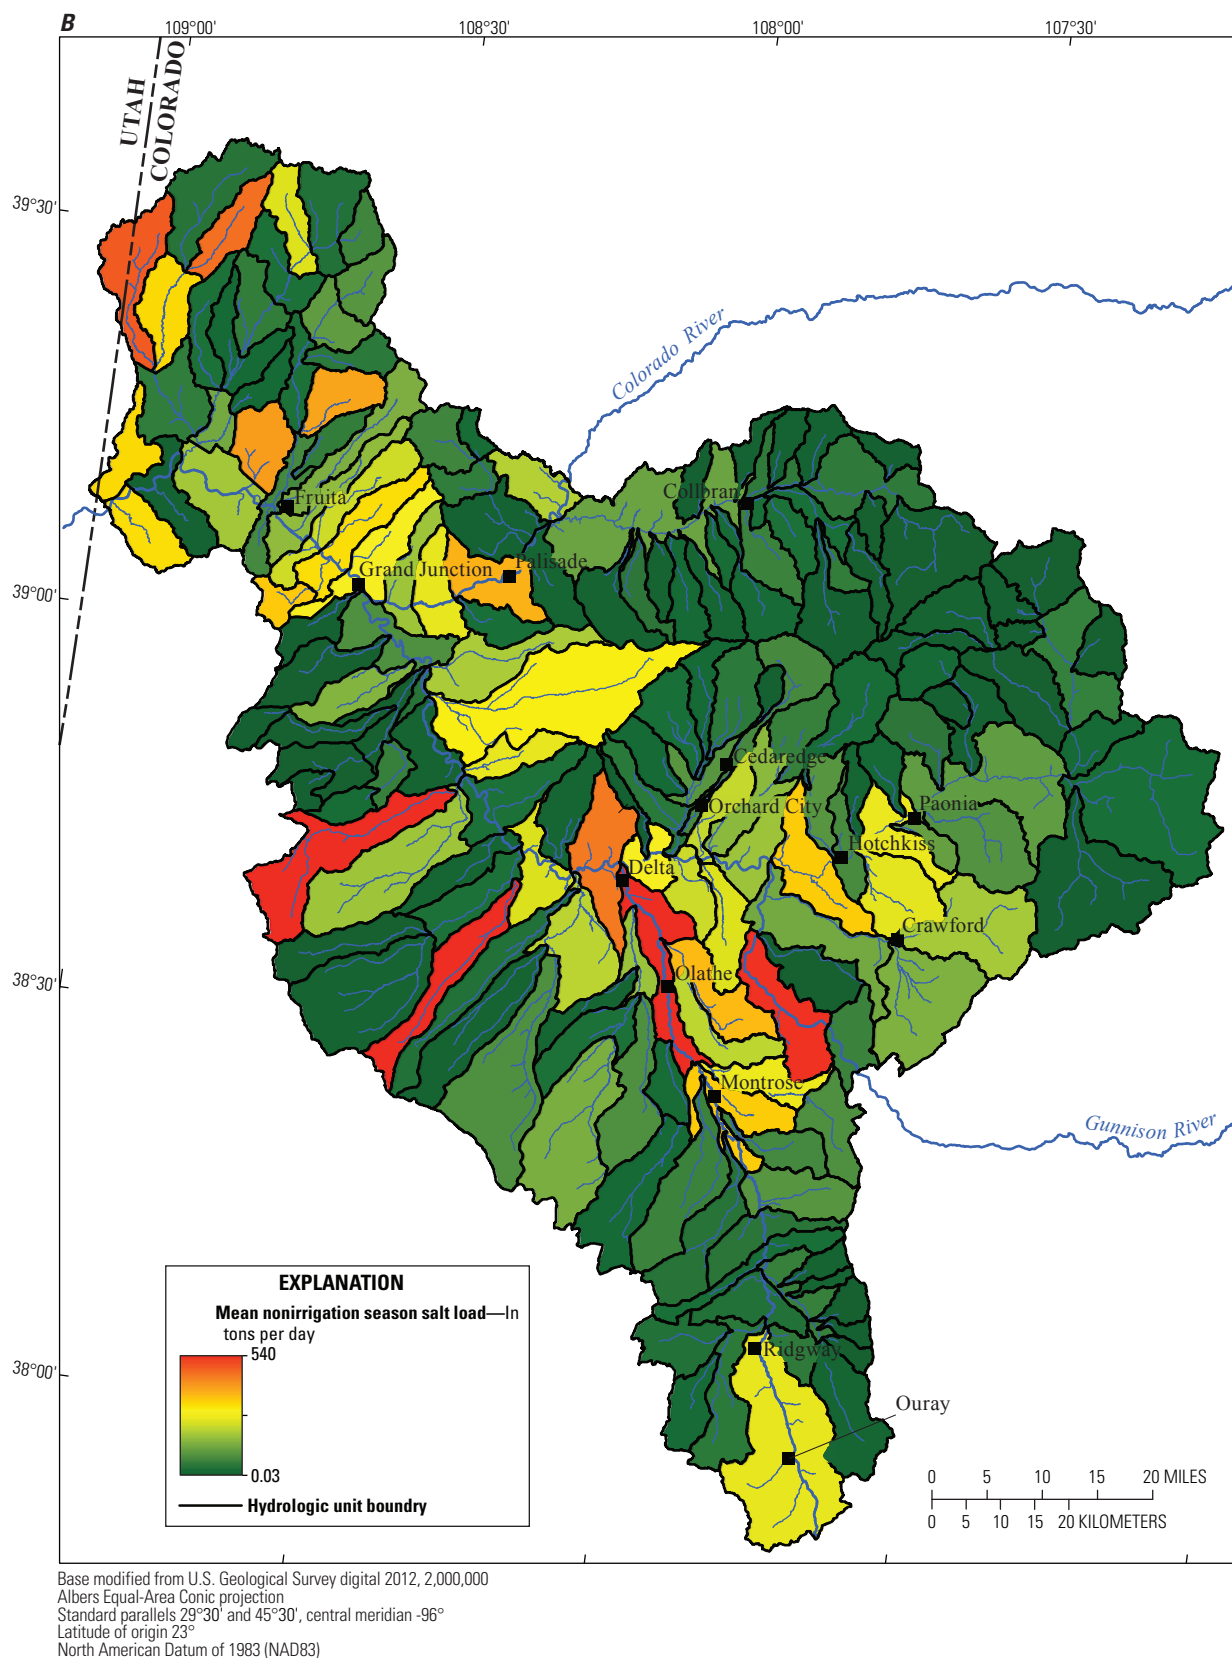 B
109°00'
108°30'
108°00'
107°30'
UTAH
COLORADO
39°30'
Colorado River
Collbran
Fruita
Palisade
Grand Junction
39°00'
Cedaredge
Orchard City
Paonia
Hotchkiss
Delta
Crawford
Olathe
38°30'
Montrose
Gunnison River
EXPLANATION
Mean nonirrigation season salt load—In
tons per day
540
0.03
Hydrologic unit boundry
Ridgway
38°00'
Ouray
0 5 10 15 20 MILES
0 5 10 15 20 KILOMETERS
Base modified from U.S. Geological Survey digital 2012, 2,000,000
Albers Equal-Area Conic projection
Standard parallels 29°30' and 45°30', central meridian -96°
Latitude of origin 23°
North American Datum of 1983 (NAD83)